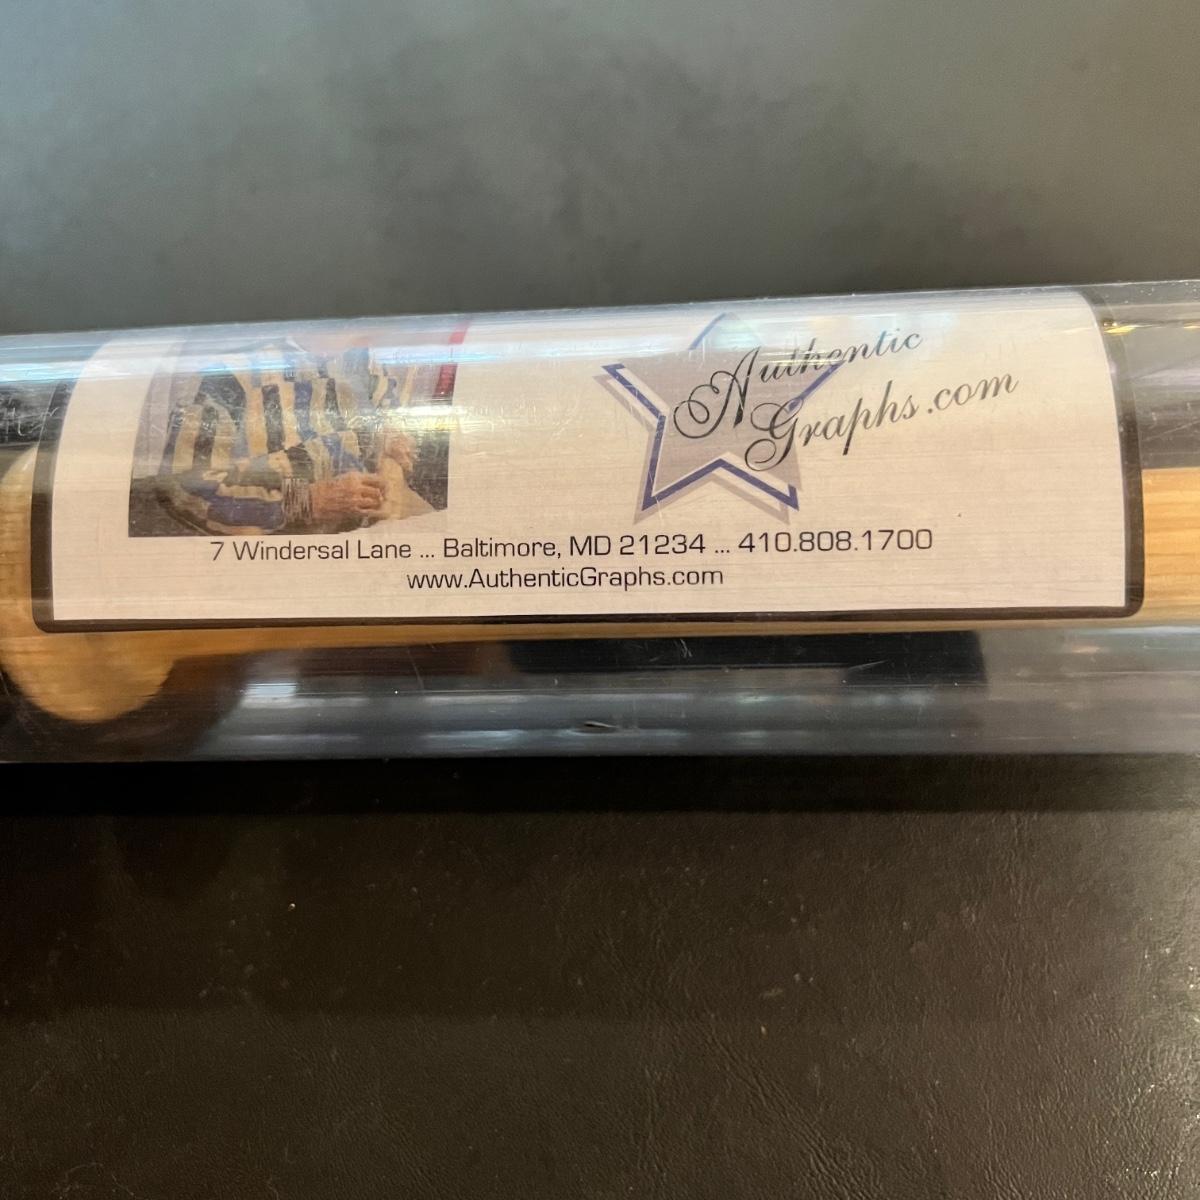 Authentic
Graphs.com
7 Windersal Lane ... Baltimore, MD 21234 ... 410.808.1700
www.AuthenticGraphs.com